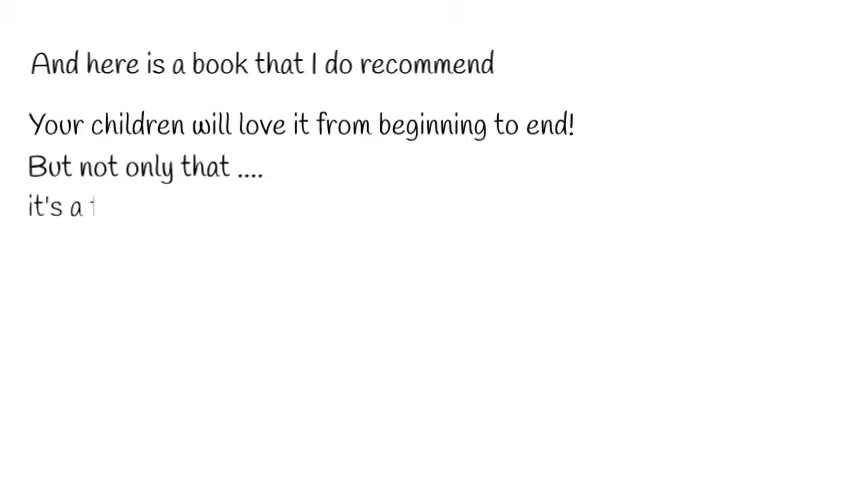 And here is a book that I do recommend
Your children will love it from beginning to end!
But not only that ....
it's a